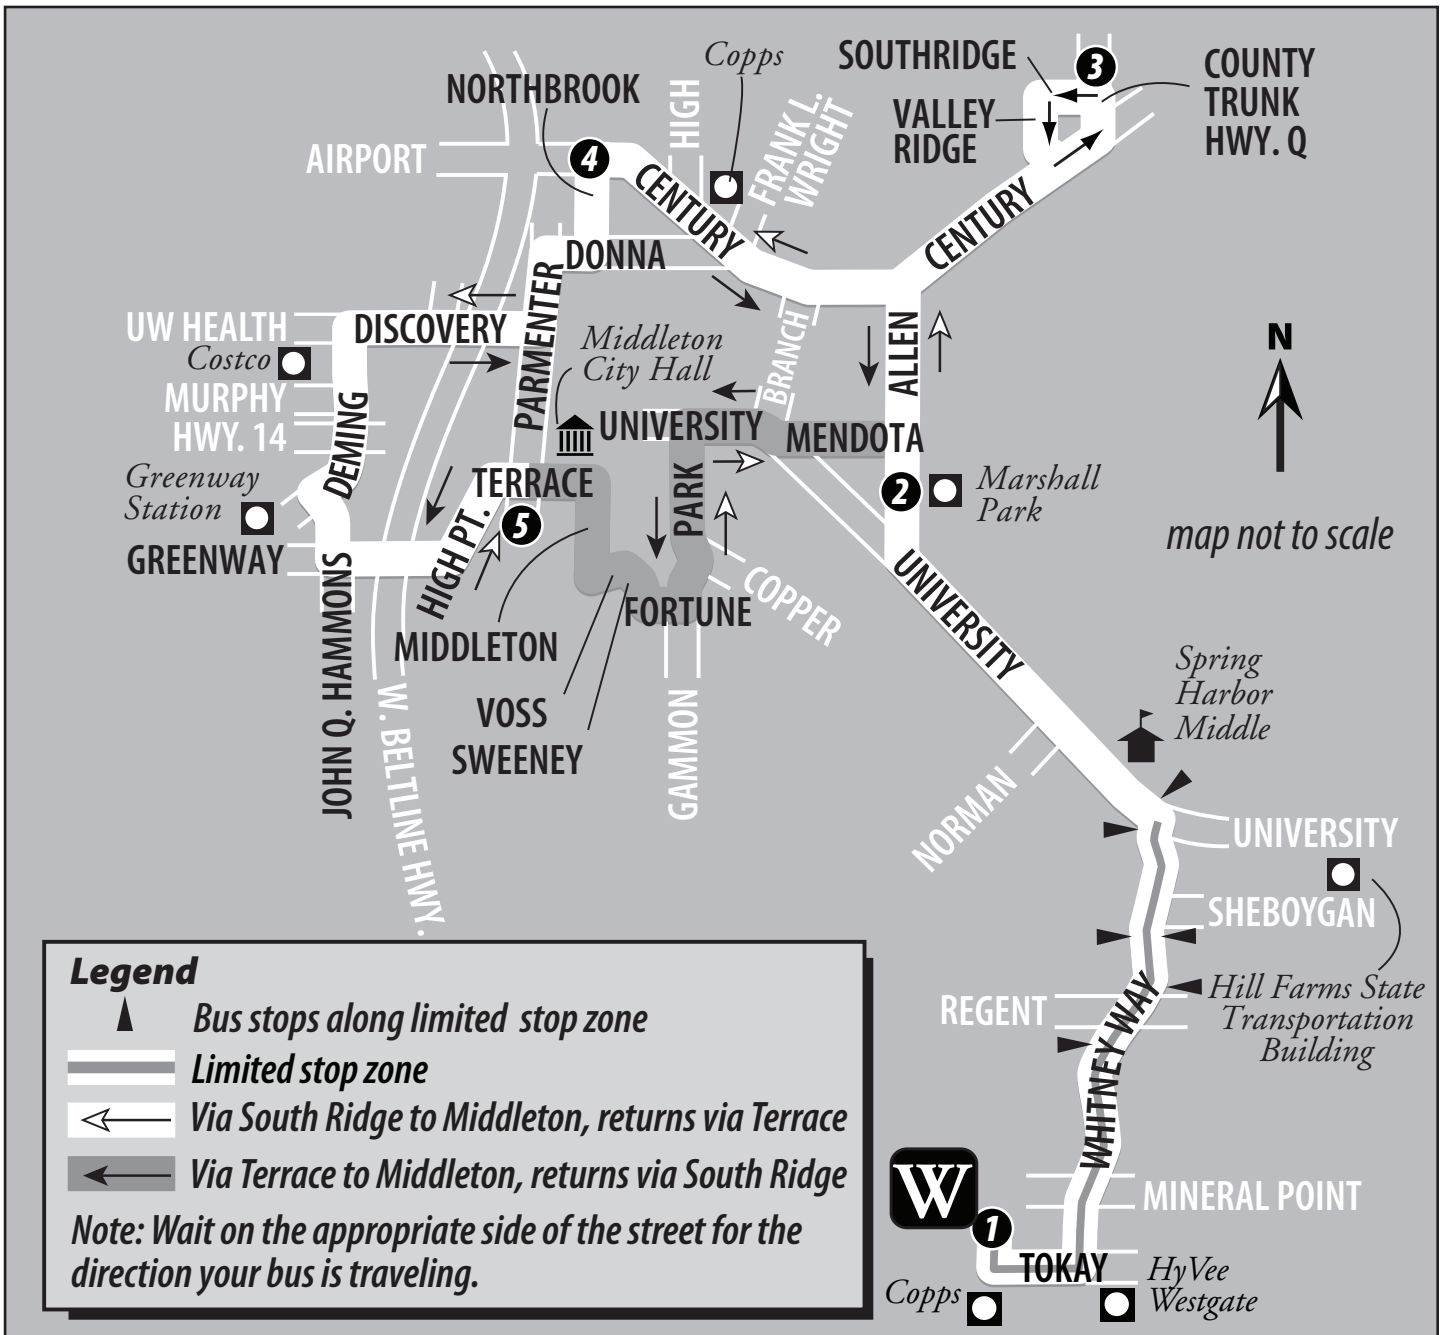 Copps
SOUTHRIDGE
3
COUNTY
TRUNK
HWY. Q
NORTHBROOK
HIGH
FRANK L.
WRIGHT
VALLEY
RIDGE
AIRPORT
4
CENTURY
CENTURY
DONNA
PARMENTER
UW HEALTH
DISCOVERY
Costco
Middleton
City Hall
BRANCH
ALLEN
N
MURPHY
HWY. 14
DEMING
UNIVERSITY
MENDOTA
Greenway
Station
TERRACE
PARK
2
Marshall
Park
5
HIGH PT.
map not to scale
GREENWAY
JOHN Q. HAMMONS
COPPER
FORTUNE
UNIVERSITY
MIDDLETON
W. BELTLINE HWY.
VOSS
SWEENEY
GAMMON
Spring
Harbor
Middle
NORMAN
UNIVERSITY
SHEBOYGAN
REGENT
WHITNEY WAY
Hill Farms State
Transportation
Building
MINERAL POINT
W
1
TOKAY
Copps
HyVee
Westgate
Legend
Bus stops along limited stop zone
Limited stop zone
Via South Ridge to Middleton, returns via Terrace
Via Terrace to Middleton, returns via South Ridge
Note: Wait on the appropriate side of the street for the
direction your bus is traveling.